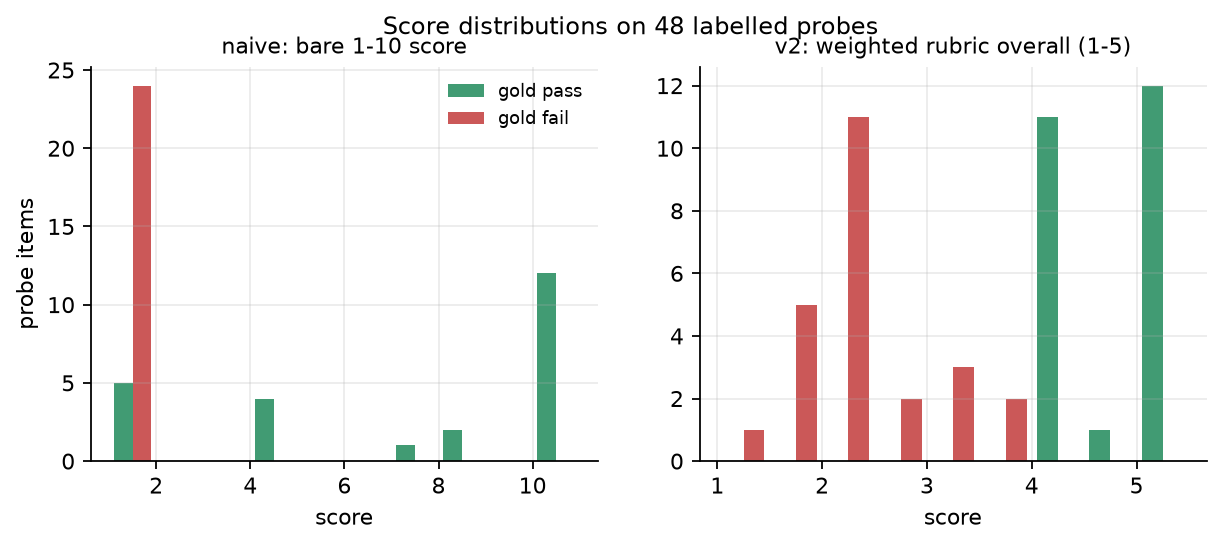 Score distributions on 48 labelled probes
naive: bare 1-10 score
25
20
15
10
5
0
probe items
2 4 6 8 10
score
gold pass
gold fail
v2: weighted rubric overall (1-5)
12
10
8
6
4
2
0
1 2 3 4 5
score